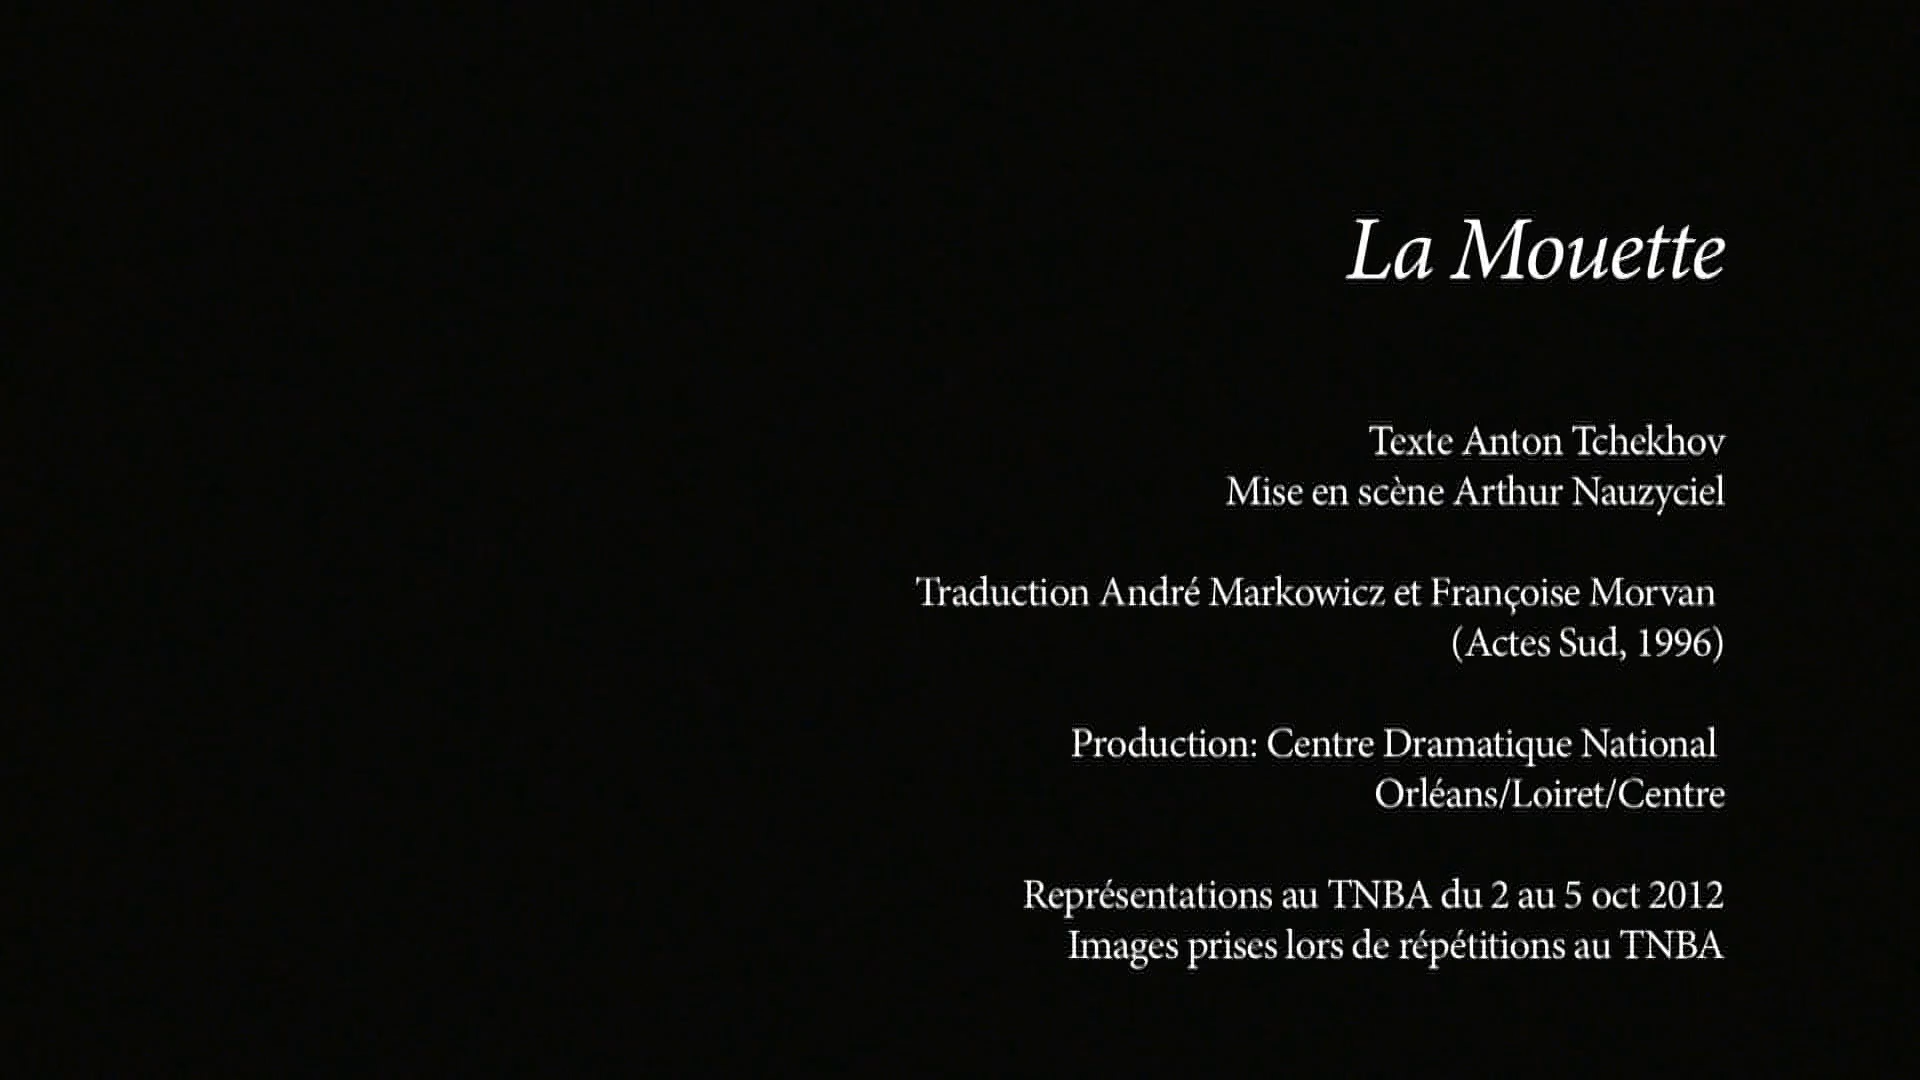 La Mouette
Texte Anton Tchekhov
Mise en scène Arthur Nauzyciel
Traduction André Markowicz et Françoise Morvan
(Actes Sud, 1996)
Production: Centre Dramatique National
Orléans/Loiret/Centre
Représentations au TNBA du 2 au 5 oct 2012
Images prises lors de répétitions au TNBA